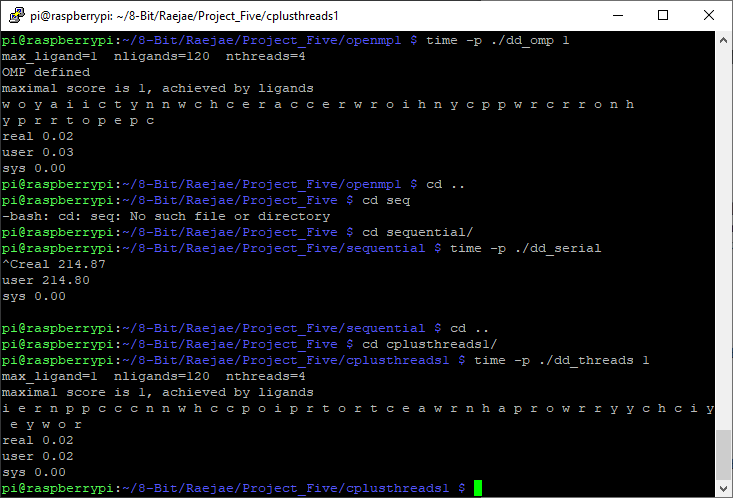 pi@raspberrypi: ~/8-Bit/Raejae/Project_Five/cplusthreads1
pi@raspberrypi:~/8-Bit/Raejae/Project_Five/openmpl $ time -p ./dd_omp 1
max_ligand=1  nligands=120  nthreads=4
OMP defined
maximal score is 1, achieved by ligands
w o y a i i c t y n n w c h c e r a c c e r w r o i h n y c p p w r c r r o n h
y p r r t o p e p c
real 0.02
user 0.03
sys 0.00
pi@raspberrypi:~/8-Bit/Raejae/Project_Five/openmpl $ cd ..
pi@raspberrypi:~/8-Bit/Raejae/Project_Five $ cd seq
-bash: cd: seq: No such file or directory
pi@raspberrypi:~/8-Bit/Raejae/Project_Five $ cd sequential/
pi@raspberrypi:~/8-Bit/Raejae/Project_Five/sequential $ time -p ./dd_serial
^Creal 214.87
user 214.80
sys 0.00
pi@raspberrypi:~/8-Bit/Raejae/Project_Five/sequential $ cd ..
pi@raspberrypi:~/8-Bit/Raejae/Project_Five $ cd cplusthreads1/
pi@raspberrypi:~/8-Bit/Raejae/Project_Five/cplusthreads1 $ time -p ./dd_threads 1
max_ligand=1  nligands=120  nthreads=4
maximal score is 1, achieved by ligands
i e r n p p c c c n n w h c c p o i p r t o r t c e a w r n h a p r o w r r y y c h c i y
e y w o r
real 0.02
user 0.02
sys 0.00
pi@raspberrypi:~/8-Bit/Raejae/Project_Five/cplusthreads1 $